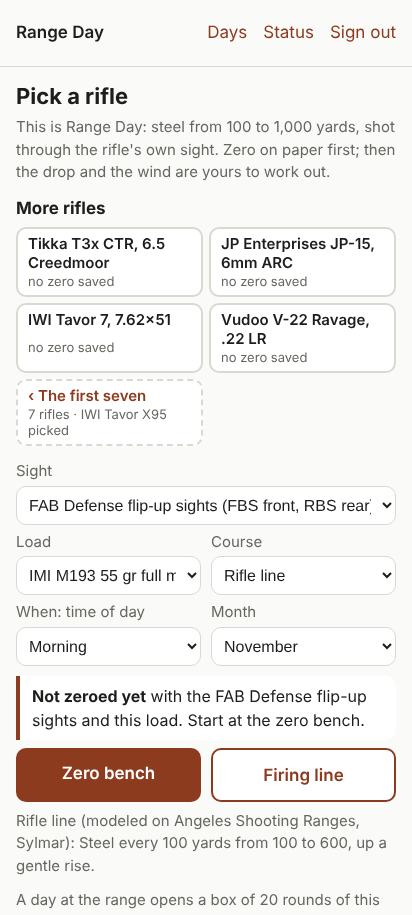 Range Day
Days Status Sign out
Pick a rifle
This is Range Day: steel from 100 to 1,000 yards, shot
through the rifle's own sight. Zero on paper first; then
the drop and the wind are yours to work out.
More rifles
Tikka T3x CTR, 6.5
Creedmoor
no zero saved
JP Enterprises JP-15,
6mm ARC
no zero saved
IWI Tavor 7, 7.62×51
no zero saved
Vudoo V-22 Ravage,
.22 LR
no zero saved
‹ The first seven
7 rifles · IWI Tavor X95
picked
Sight
FAB Defense flip-up sights (FBS front, RBS rear)
Load
Course
IMI M193 55 gr full m
Rifle line
When: time of day
Month
Morning
November
Not zeroed yet with the FAB Defense flip-up
sights and this load. Start at the zero bench.
Zero bench
Firing line
Rifle line (modeled on Angeles Shooting Ranges,
Sylmar): Steel every 100 yards from 100 to 600, up a
gentle rise.
A day at the range opens a box of 20 rounds of this